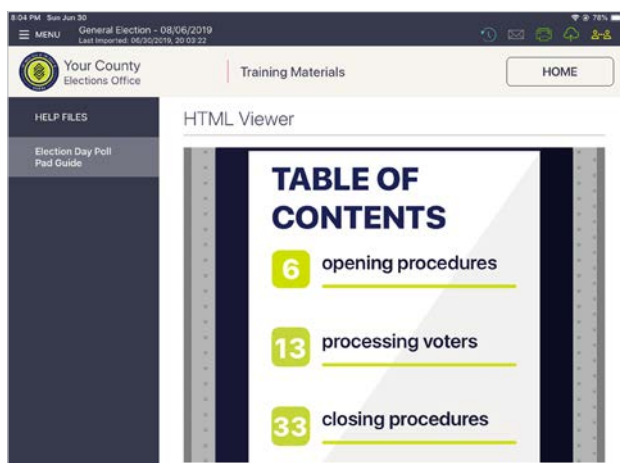 8:04 PM Sun Jun 30
78%
MENU
General Election - 08/06/2019
Last Imported: 06/30/2019, 20:03:22
Your County
Elections Office
Training Materials
HOME
HELP FILES
HTML Viewer
Election Day Poll
Pad Guide
TABLE OF
CONTENTS
6 opening procedures
13 processing voters
33 closing procedures